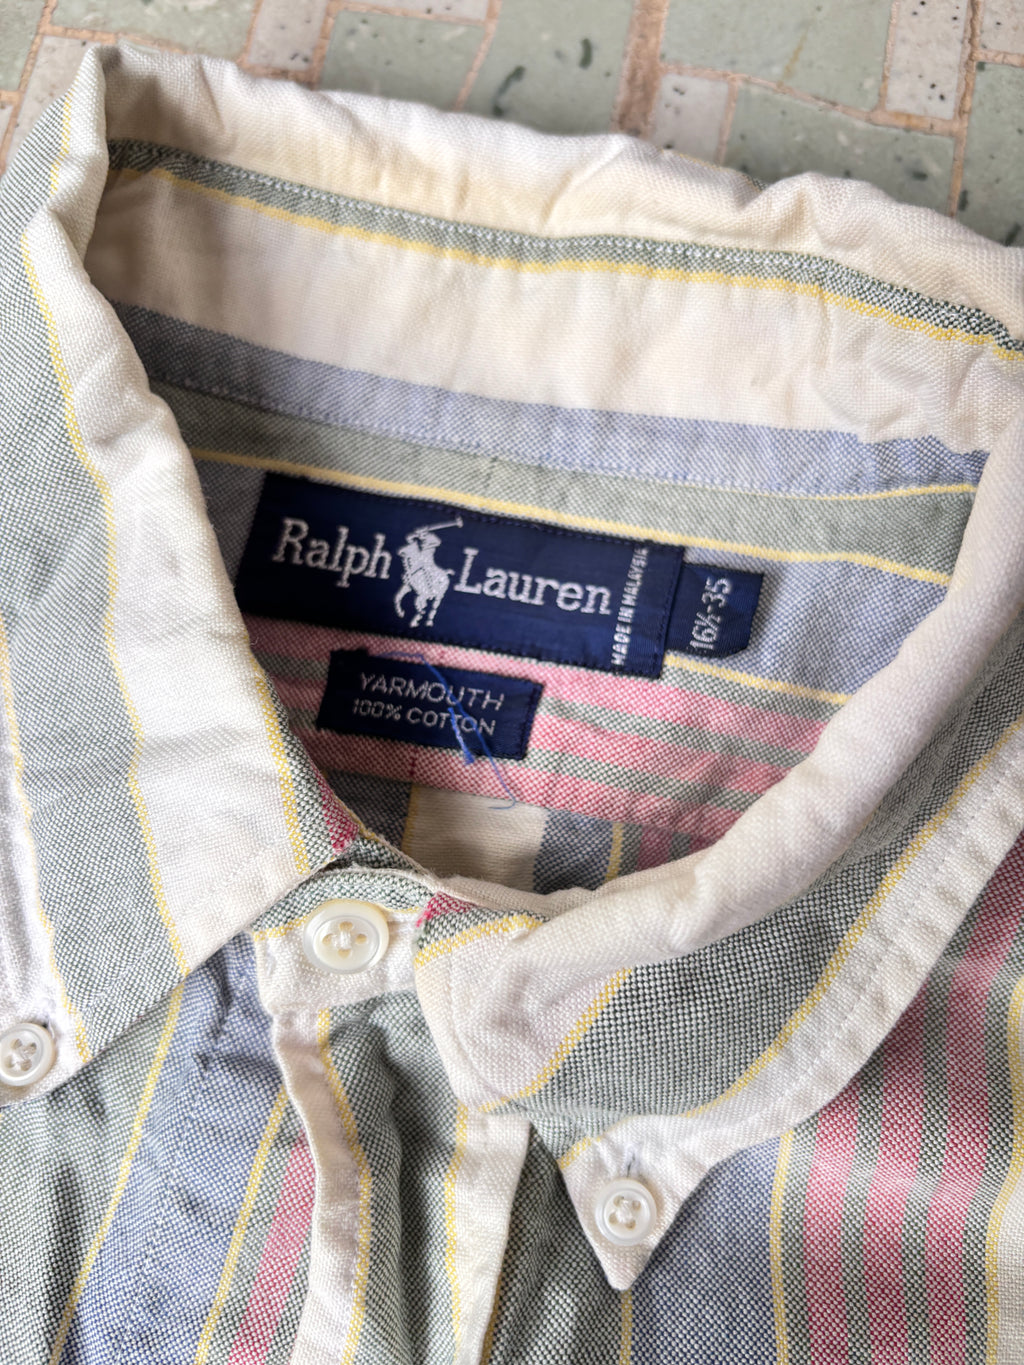 Ralph Lauren
MADE IN MALAYSIA
16½-35
YARMOUTH
100% COTTON